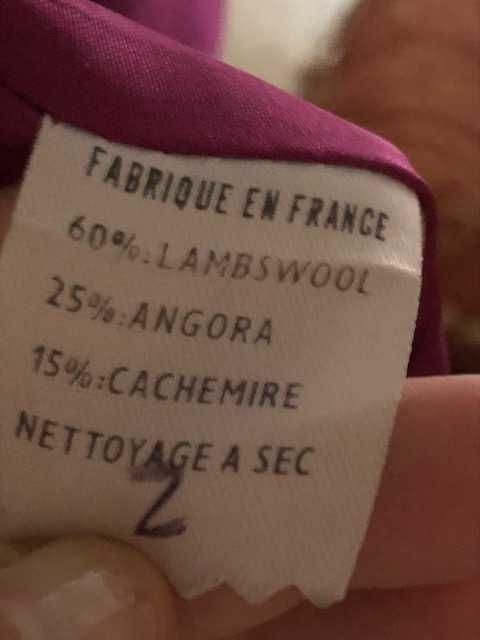 FABRIQUE EN FRANCE
60%:LAMBSWOOL
25%:ANGORA
15%:CACHEMIRE
NETTOYAGE A SEC
2